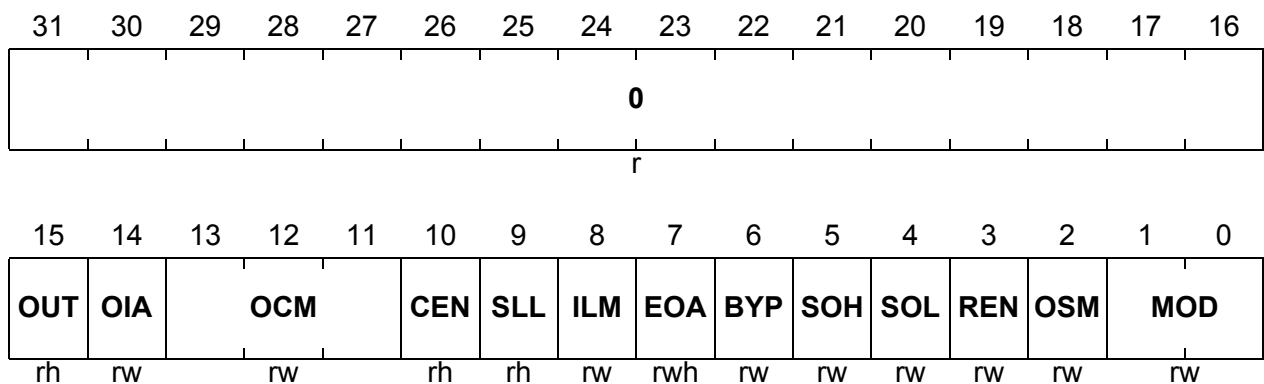 31 30 29 28 27 26 25 24 23 22 21 20 19 18 17 16
0
r
15 14 13 12 11 10 9 8 7 6 5 4 3 2 1 0
OUT OIA OCM CEN SLL ILM EOA BYP SOH SOL REN OSM MOD
rh rw rw rh rh rw rwh rw rw rw rw rw rw